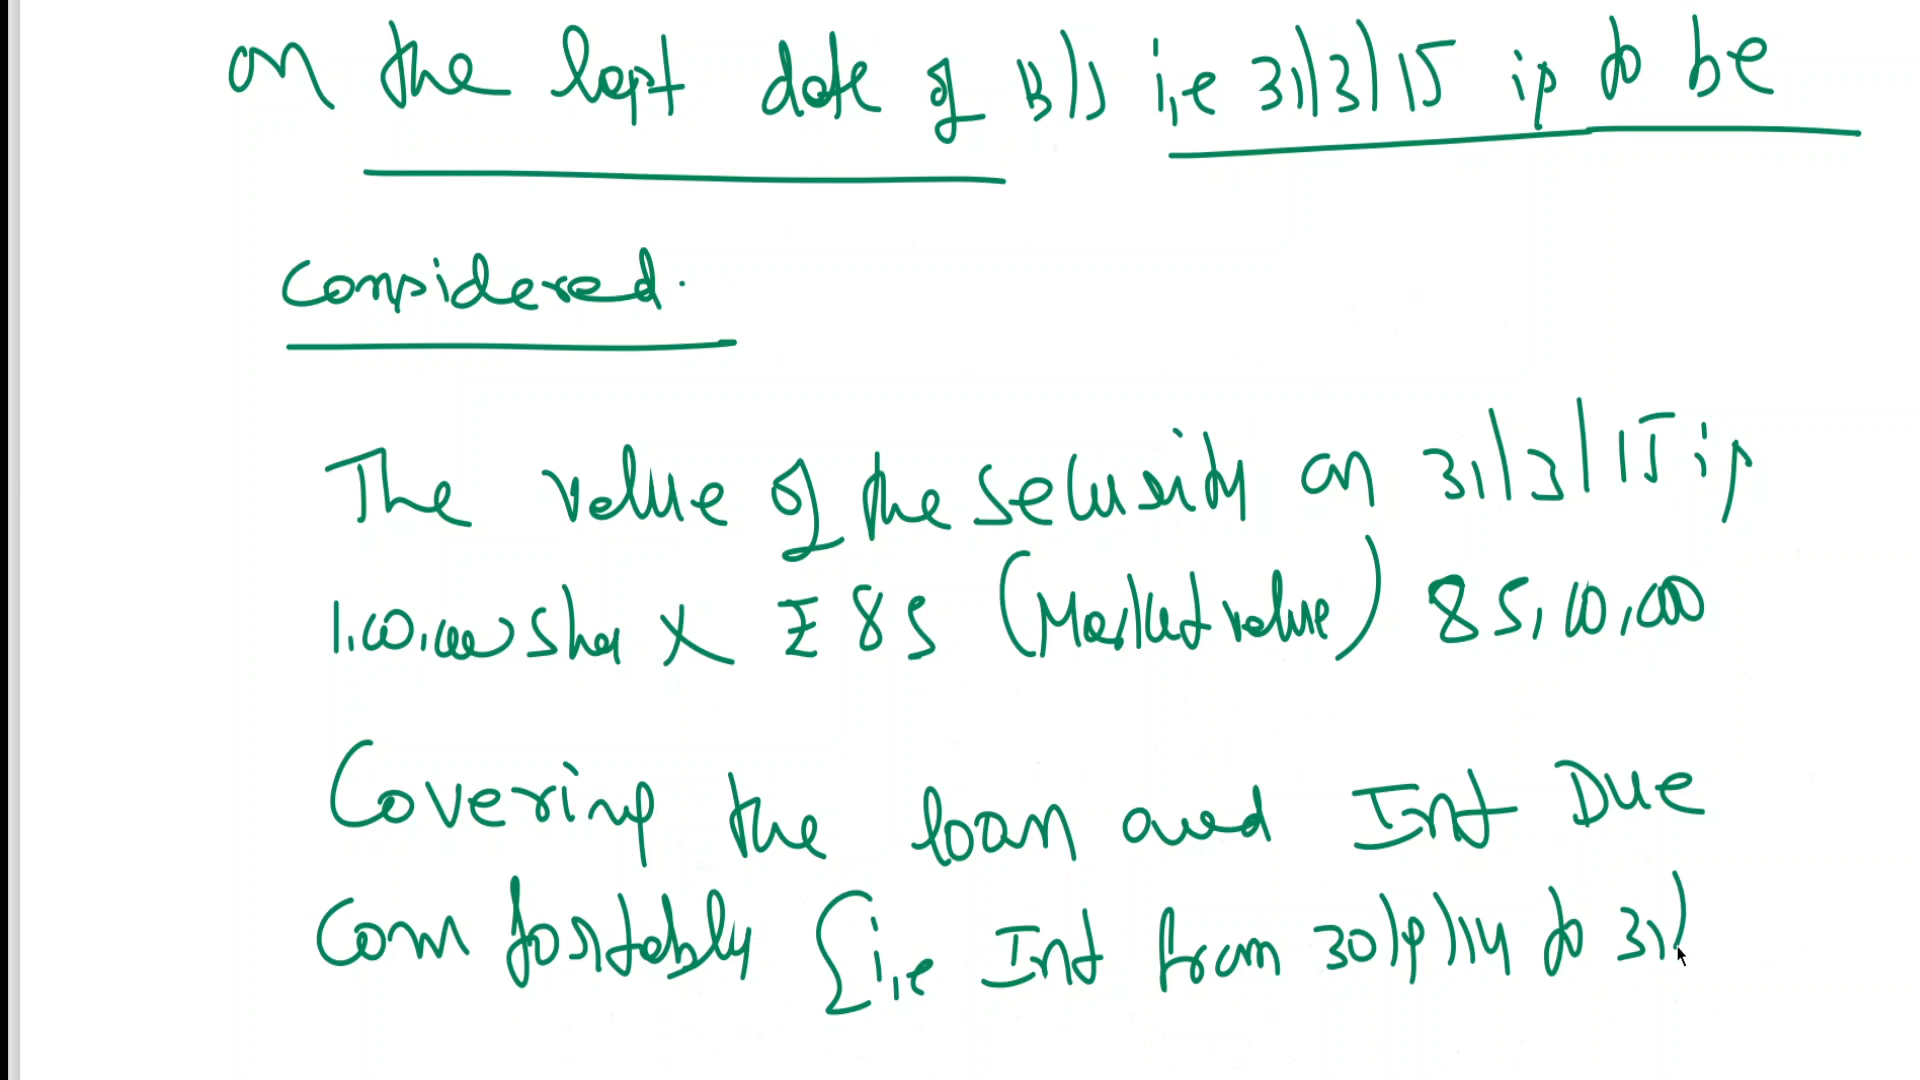 on the last date of B/S i,e 31/3/15 is to be
considered.
The value of the security on 31/3/15 is
1,00,000 shar X ₹ 85 (Market value) 85,00,000
Covering the loan and Int Due
Comfortably [i,e Int from 30/9/14 to 31/